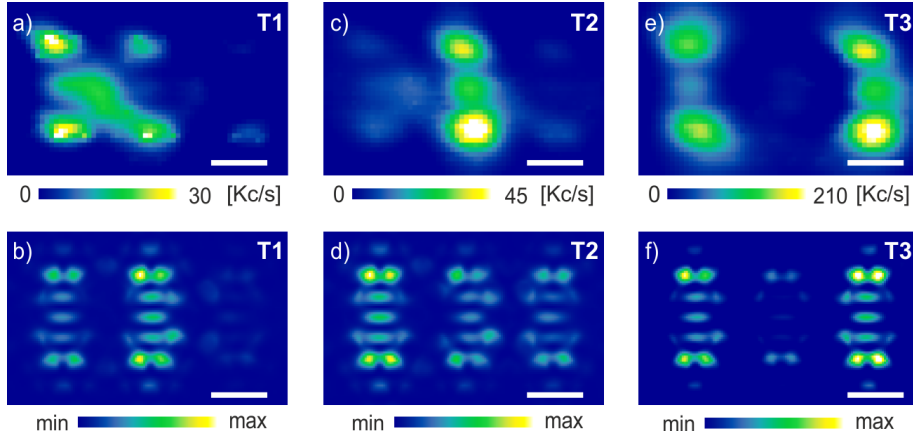 a) T1 c) T2 e) T3
0 30 [Kc/s] 0 45 [Kc/s] 0 210 [Kc/s]
b) T1 d) T2 f) T3
min max min max min max